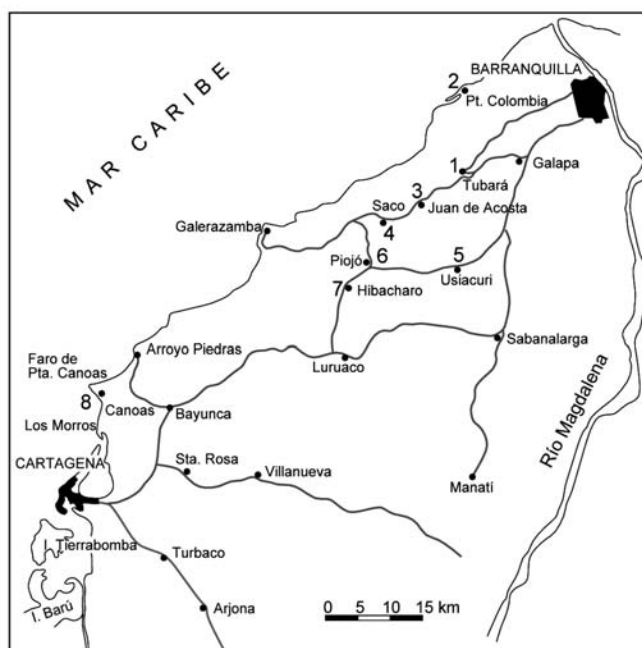 BARRANQUILLA
2
Pt. Colombia
MAR CARIBE
1
Galapa
Tubará
3
Saco
Juan de Acosta
Galerazamba
4
Piojó
6
5
Usiacuri
7
Hibacharo
Sabanalarga
Arroyo Piedras
Luruaco
Faro de
Pta. Canoas
8
Canoas
Bayunca
Los Morros
Río Magdalena
CARTAGENA
Sta. Rosa
Villanueva
Manatí
I. Tierrabomba
Turbaco
I. Barú
Arjona
0 5 10 15 km